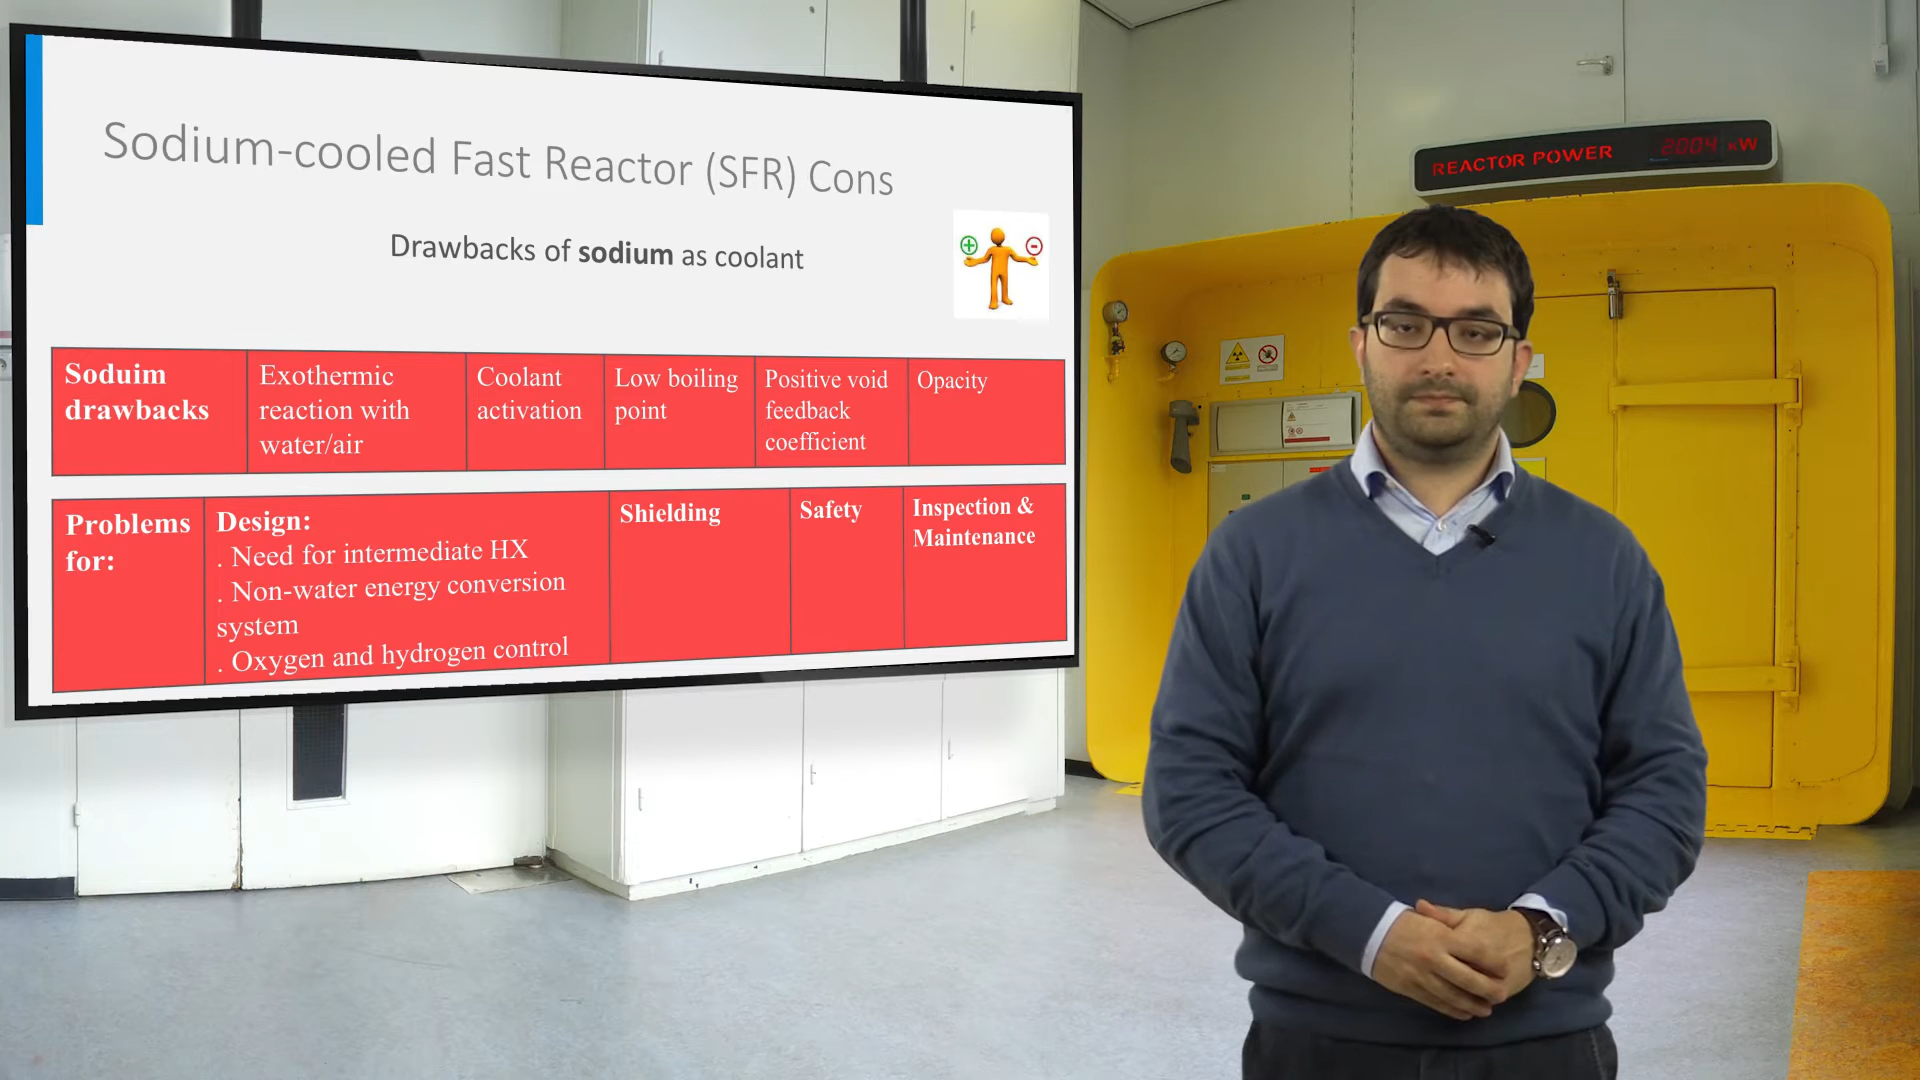 Sodium-cooled Fast Reactor (SFR) Cons
Drawbacks of sodium as coolant
Soduim
drawbacks
Exothermic
reaction with
water/air
Coolant
activation
Low boiling
point
Positive void
feedback
coefficient
Opacity
Problems
for:
Design:
. Need for intermediate HX
. Non-water energy conversion
system
. Oxygen and hydrogen control
Shielding
Safety
Inspection &
Maintenance
REACTOR POWER 2004 kW